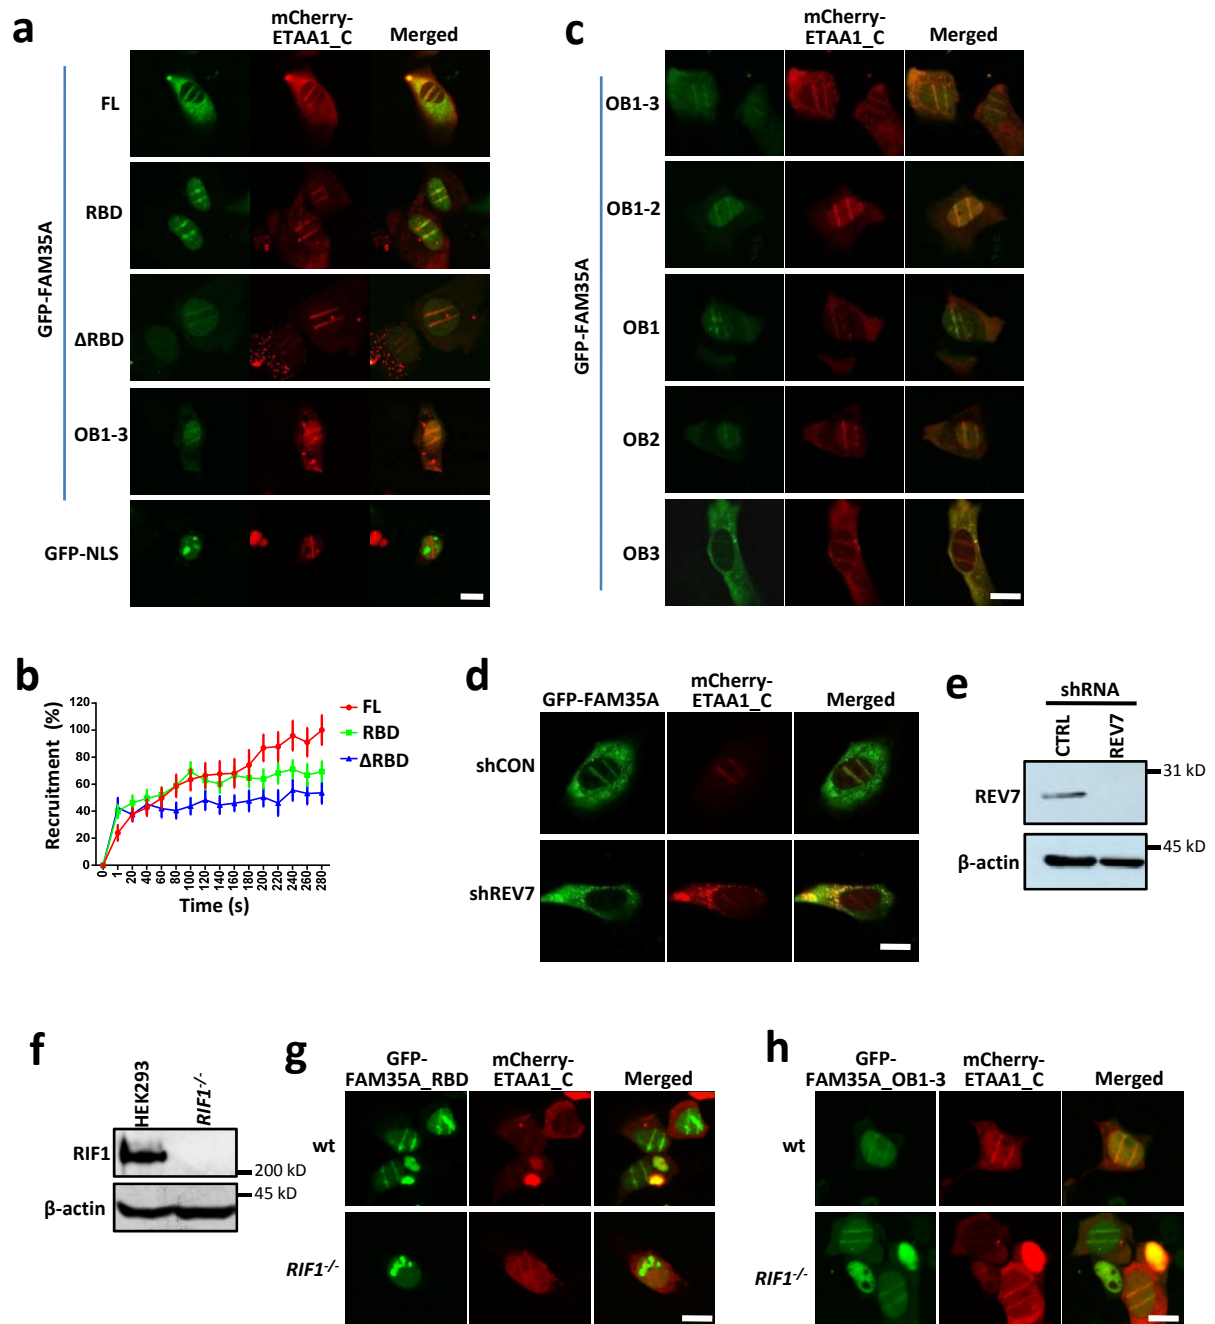 a
mCherry-
ETAA1_C
Merged
GFP-FAM35A
FL
RBD
ΔRBD
OB1-3
GFP-NLS
c
mCherry-
ETAA1_C
Merged
GFP-FAM35A
OB1-3
OB1-2
OB1
OB2
OB3
b
Recruitment (%)
120
100
80
60
40
20
0
0 1 20 40 60 80 100 120 140 160 180 200 220 240 260 280
Time (s)
FL
RBD
ΔRBD
d
GFP-FAM35A
mCherry-
ETAA1_C
Merged
shCON
shREV7
e
shRNA
CTRL
REV7
REV7
31 kD
45 kD
β-actin
f
HEK293
RIF1-/-
RIF1
200 kD
45 kD
β-actin
g
GFP-
FAM35A_RBD
mCherry-
ETAA1_C
Merged
wt
RIF1-/-
h
GFP-
FAM35A_OB1-3
mCherry-
ETAA1_C
Merged
wt
RIF1-/-